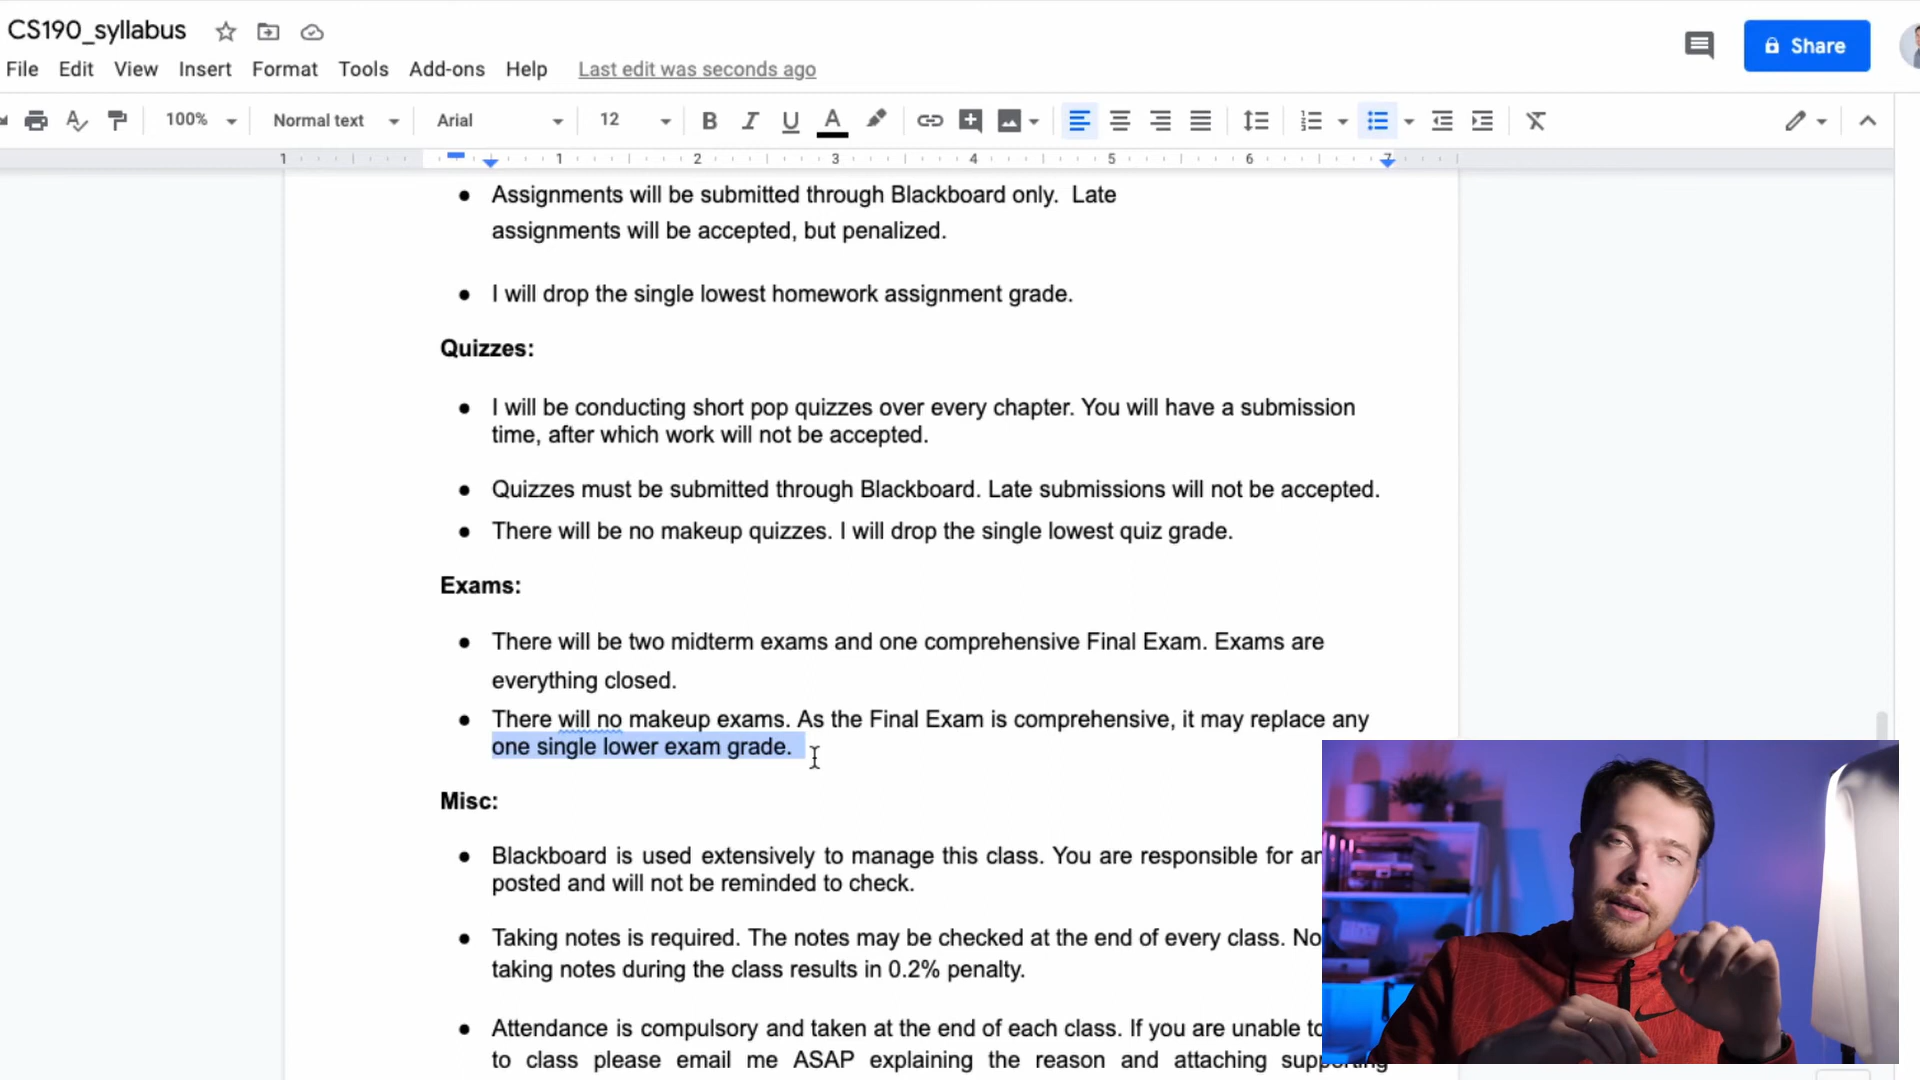 CS190_syllabus
Share
File Edit View Insert Format Tools Add-ons Help Last edit was seconds ago
100% Normal text Arial 12 B I U A
1 1 2 3 4 5 6 7
● Assignments will be submitted through Blackboard only. Late
assignments will be accepted, but penalized.
● I will drop the single lowest homework assignment grade.
Quizzes:
● I will be conducting short pop quizzes over every chapter. You will have a submission
time, after which work will not be accepted.
● Quizzes must be submitted through Blackboard. Late submissions will not be accepted.
● There will be no makeup quizzes. I will drop the single lowest quiz grade.
Exams:
● There will be two midterm exams and one comprehensive Final Exam. Exams are
everything closed.
● There will no makeup exams. As the Final Exam is comprehensive, it may replace any
one single lower exam grade.
Misc:
● Blackboard is used extensively to manage this class. You are responsible for
posted and will not be reminded to check.
● Taking notes is required. The notes may be checked at the end of every class.
taking notes during the class results in 0.2% penalty.
● Attendance is compulsory and taken at the end of each class. If you are unable
to class please email me ASAP explaining the reason and attaching